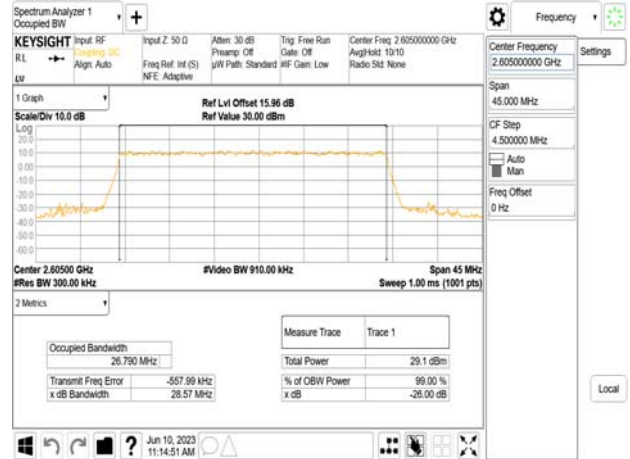 Spectrum Analyzer 1
Occupied BW
Frequency
KEYSIGHT
Input: RF
Coupling: DC
Align: Auto
Input Z: 50 Ω
Freq Ref: Int (S)
NFE: Adaptive
Atten: 30 dB
Preamp: Off
µW Path: Standard
Trig: Free Run
Gate: Off
#IF Gain: Low
Center Freq: 2.605000000 GHz
Avg|Hold: 10/10
Radio Std: None
RL
Center Frequency
2.605000000 GHz
Settings
Span
45.000 MHz
CF Step
4.500000 MHz
Auto
Man
Freq Offset
0 Hz
Local
1 Graph
Scale/Div 10.0 dB
Ref Lvl Offset 15.96 dB
Ref Value 30.00 dBm
Log
20.0
10.0
0.00
-10.0
-20.0
-30.0
-40.0
-50.0
-60.0
Center 2.60500 GHz
#Video BW 910.00 kHz
Span 45 MHz
#Res BW 300.00 kHz
Sweep 1.00 ms (1001 pts)
2 Metrics
Measure Trace Trace 1
Occupied Bandwidth
26.790 MHz
Total Power 29.1 dBm
Transmit Freq Error -557.99 kHz
% of OBW Power 99.00 %
x dB Bandwidth 28.57 MHz
x dB -26.00 dB
Jun 10, 2023
11:14:51 AM